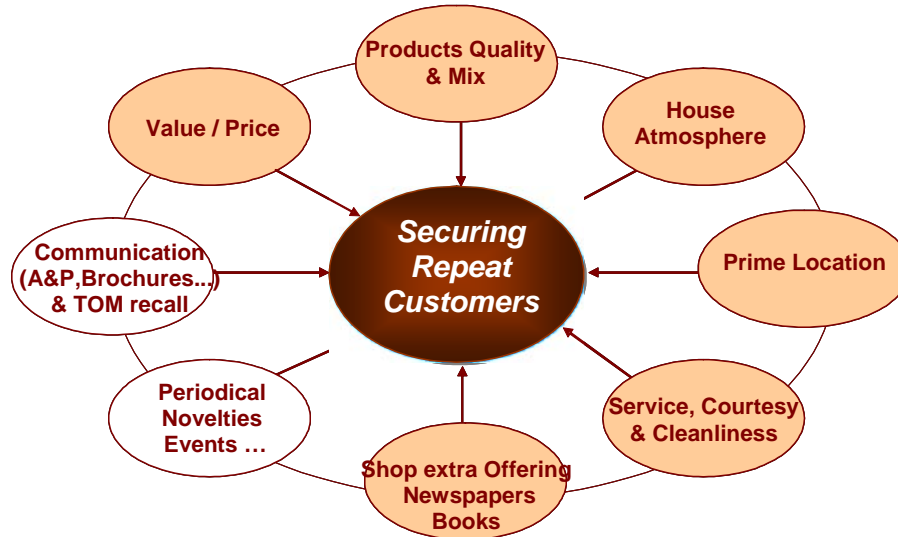 Products Quality
& Mix
House
Atmosphere
Value / Price
Securing
Repeat
Customers
Communication
(A&P,Brochures...)
& TOM recall
Prime Location
Periodical
Novelties
Events …
Service, Courtesy
& Cleanliness
Shop extra Offering
Newspapers
Books